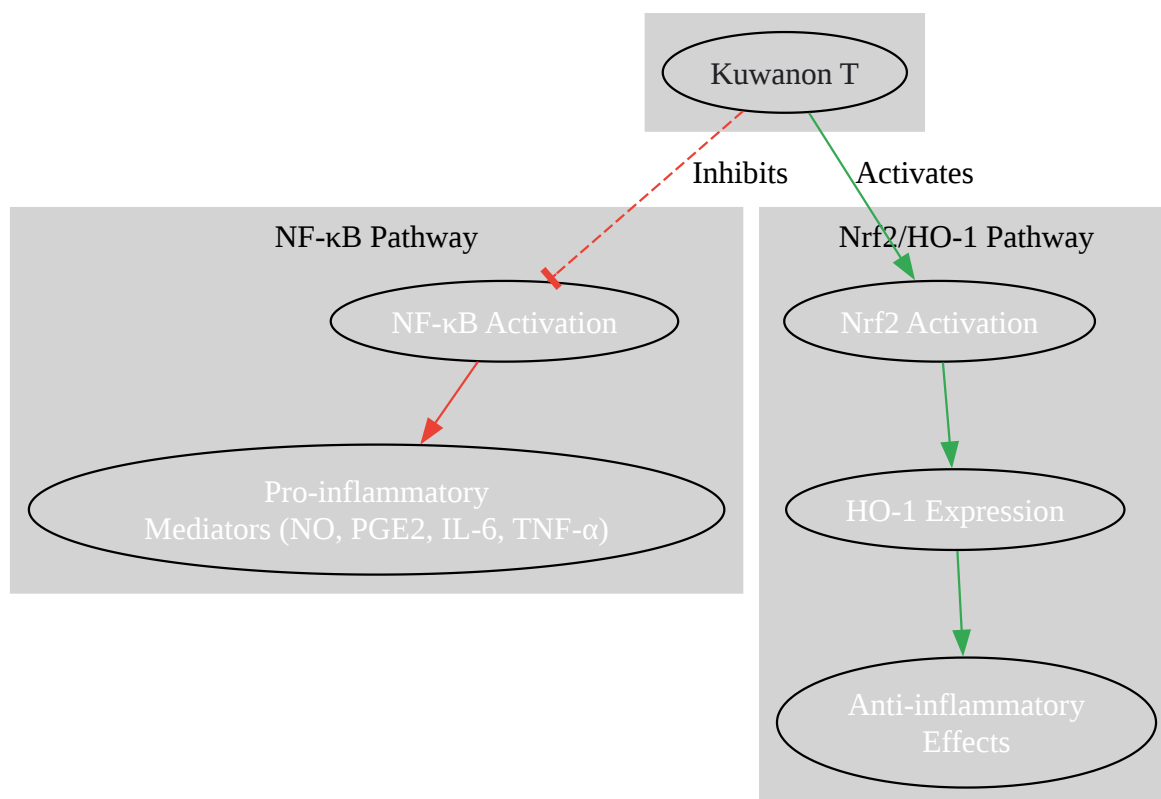 Kuwanon T
Inhibits
Activates
NF-κB Pathway
Nrf2/HO-1 Pathway
NF-κB Activation
Nrf2 Activation
Pro-inflammatory
Mediators (NO, PGE2, IL-6, TNF-α)
HO-1 Expression
Anti-inflammatory
Effects